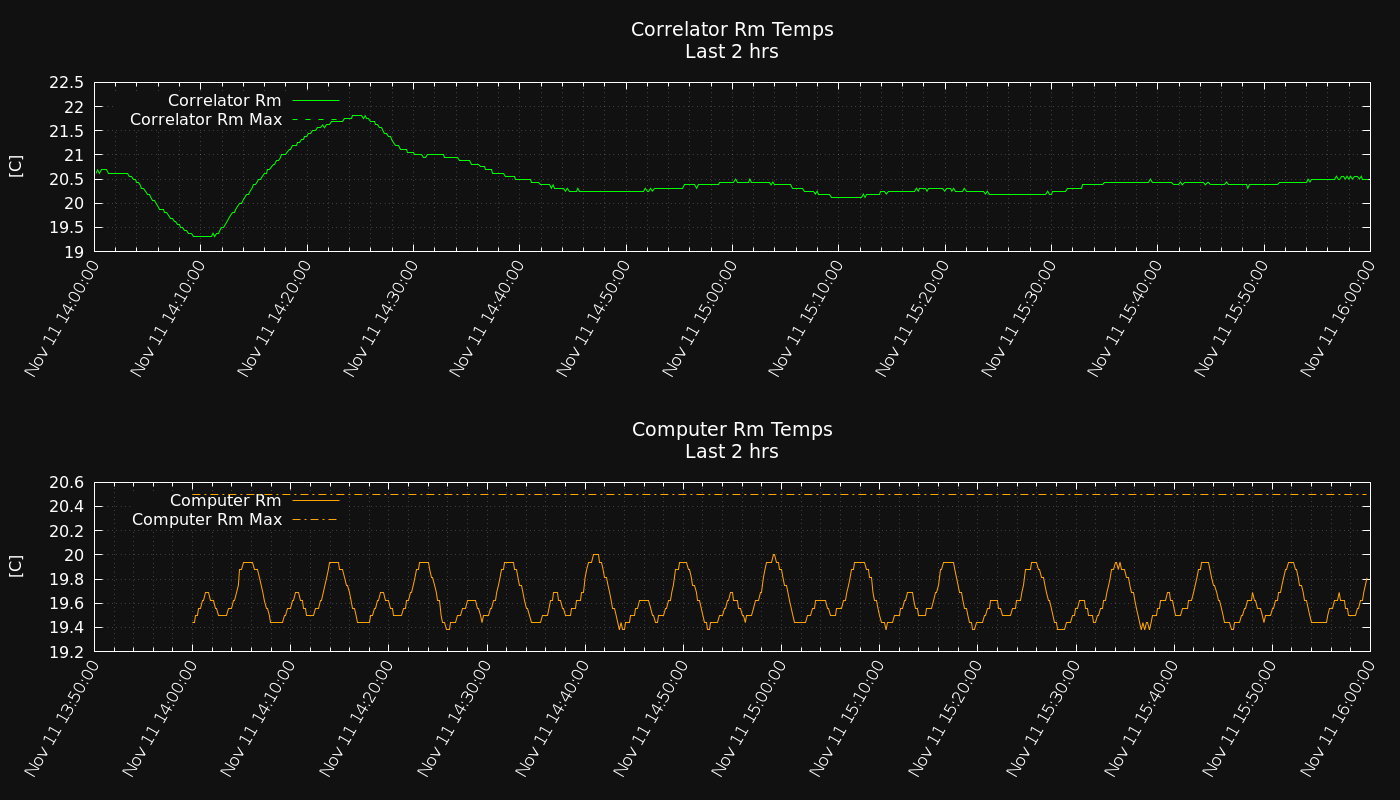 Correlator Rm Temps
Last 2 hrs
22.5
22
21.5
21
20.5
20
19.5
19
[C]
Correlator Rm
Correlator Rm Max
Nov 11 14:00:00
Nov 11 14:10:00
Nov 11 14:20:00
Nov 11 14:30:00
Nov 11 14:40:00
Nov 11 14:50:00
Nov 11 15:00:00
Nov 11 15:10:00
Nov 11 15:20:00
Nov 11 15:30:00
Nov 11 15:40:00
Nov 11 15:50:00
Nov 11 16:00:00
Computer Rm Temps
Last 2 hrs
20.6
20.4
20.2
20
19.8
19.6
19.4
19.2
[C]
Computer Rm
Computer Rm Max
Nov 11 13:50:00
Nov 11 14:00:00
Nov 11 14:10:00
Nov 11 14:20:00
Nov 11 14:30:00
Nov 11 14:40:00
Nov 11 14:50:00
Nov 11 15:00:00
Nov 11 15:10:00
Nov 11 15:20:00
Nov 11 15:30:00
Nov 11 15:40:00
Nov 11 15:50:00
Nov 11 16:00:00